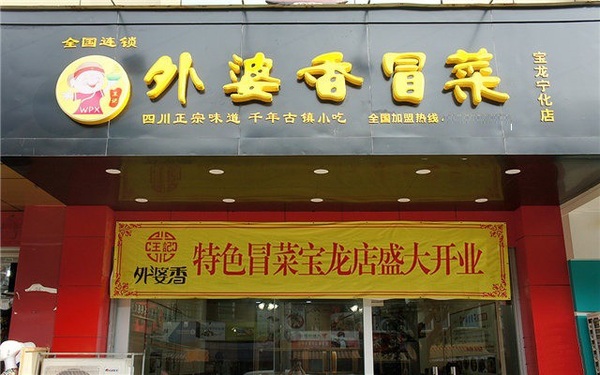 全国连锁
WPX
外婆香冒菜
宝龙宁化店
四川正宗味道 千年古镇小吃 全国加盟热线
汪記
外婆香
特色冒菜宝龙店盛大开业